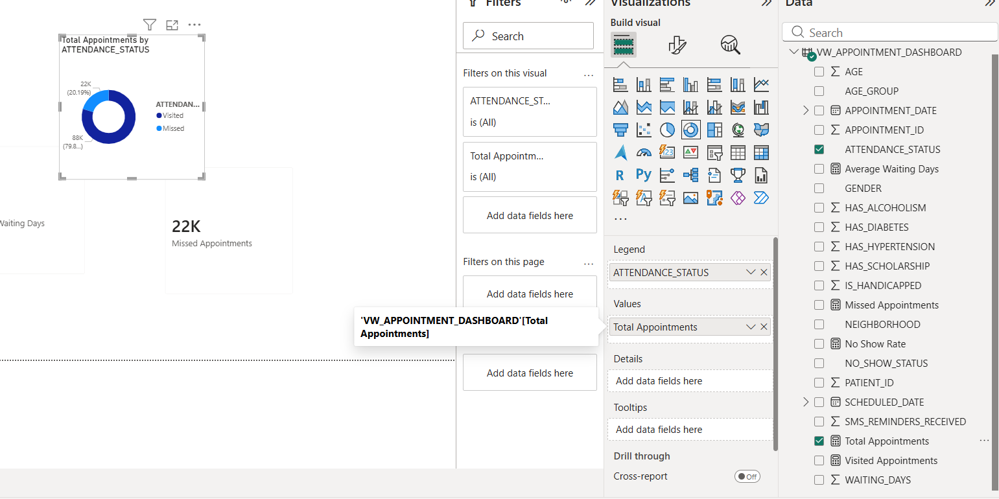 Total Appointments by
ATTENDANCE_STATUS
22K
(20.19%)
88K
(79.8...)
ATTENDAN...
Visited
Missed
Waiting Days
22K
Missed Appointments
Filters
Search
Filters on this visual
...
ATTENDANCE_ST...
is (All)
Total Appointm...
is (All)
Add data fields here
Filters on this page
...
Add data fields here
'VW_APPOINTMENT_DASHBOARD'[Total
Appointments]
Add data fields here
Visualizations
Build visual
123
R
Py
...
Legend
ATTENDANCE_STATUS
Values
Total Appointments
Details
Add data fields here
Tooltips
Add data fields here
Drill through
Cross-report
Off
Data
Search
VW_APPOINTMENT_DASHBOARD
AGE
AGE_GROUP
APPOINTMENT_DATE
APPOINTMENT_ID
ATTENDANCE_STATUS
Average Waiting Days
GENDER
HAS_ALCOHOLISM
HAS_DIABETES
HAS_HYPERTENSION
HAS_SCHOLARSHIP
IS_HANDICAPPED
Missed Appointments
NEIGHBORHOOD
No Show Rate
NO_SHOW_STATUS
PATIENT_ID
SCHEDULED_DATE
SMS_REMINDERS_RECEIVED
Total Appointments
Visited Appointments
WAITING_DAYS